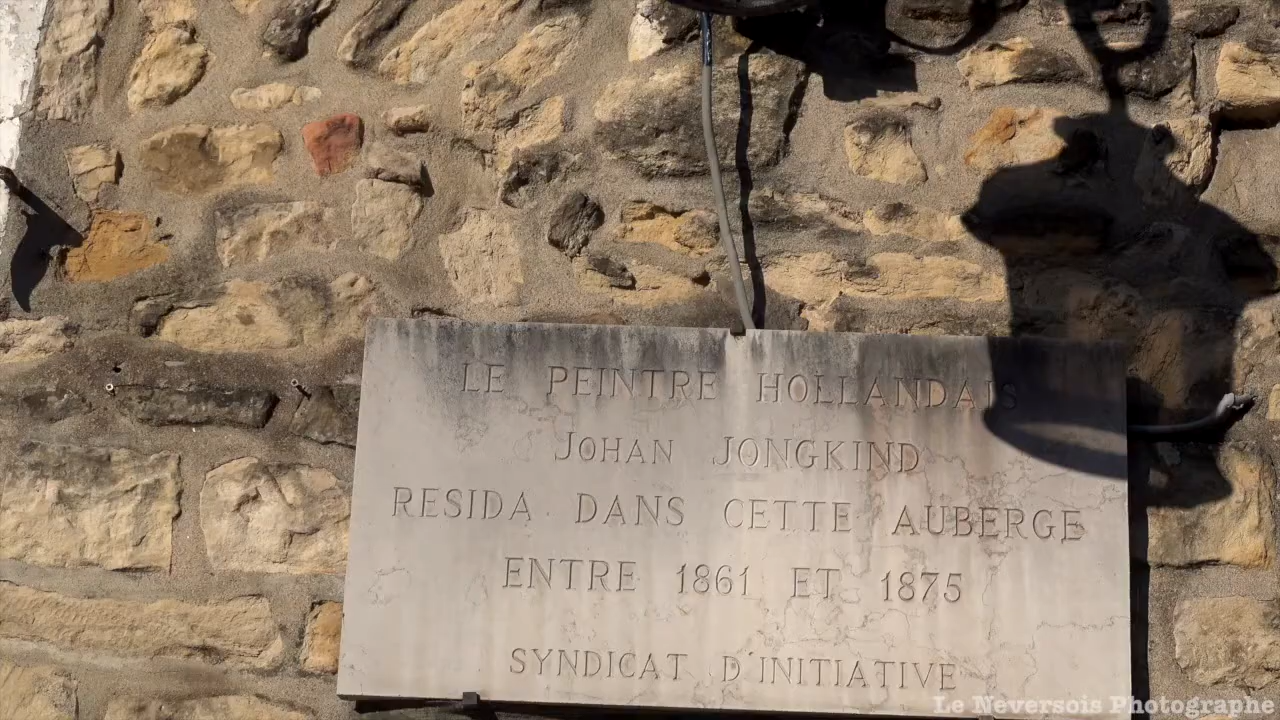 LE PEINTRE HOLLANDAIS
JOHAN JONGKIND
RESIDA DANS CETTE AUBERGE
ENTRE 1861 ET 1875
SYNDICAT D'INITIATIVE
Le Neversois Photographe